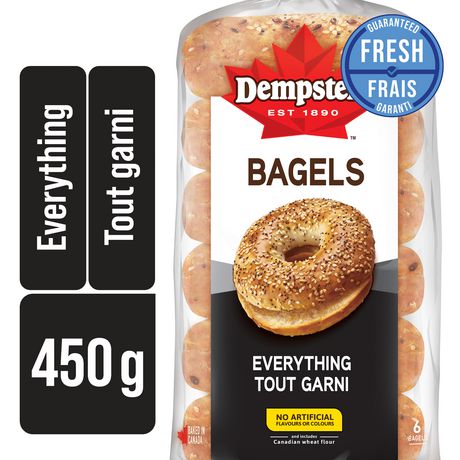 Everything
Tout garni
450 g
GUARANTEED
FRESH
FRAIS
GARANTI
Dempster
EST 1890
TM
BAGELS
EVERYTHING
TOUT GARNI
NO ARTIFICIAL
FLAVOURS OR COLOURS
and includes
Canadian wheat flour
BAKED IN
CANADA
6
BAGELS